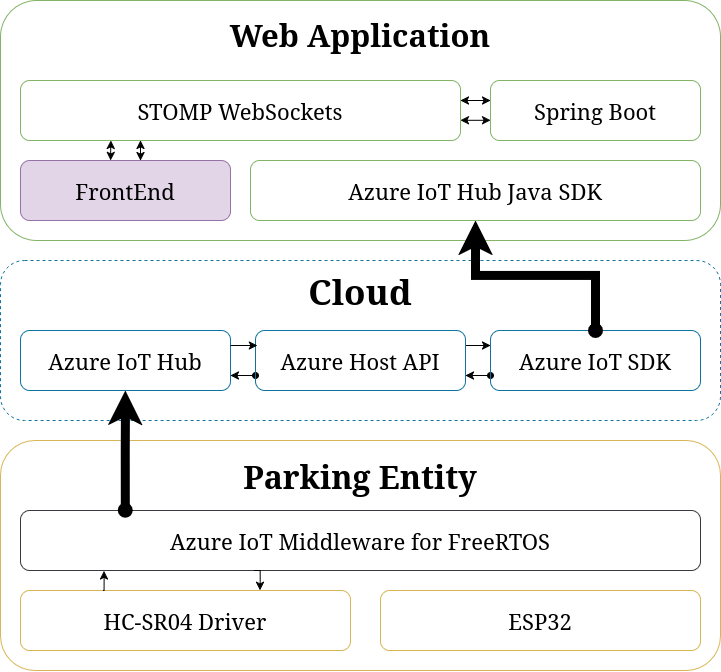 Web Application
STOMP WebSockets
Spring Boot
FrontEnd
Azure IoT Hub Java SDK
Cloud
Azure IoT Hub
Azure Host API
Azure IoT SDK
Parking Entity
Azure IoT Middleware for FreeRTOS
HC-SR04 Driver
ESP32